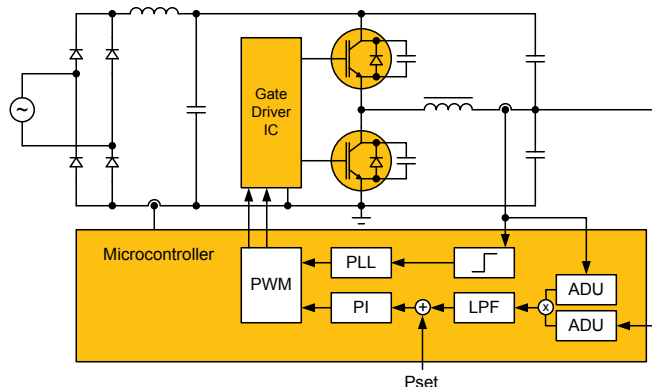 Gate
Driver
IC
Microcontroller
PWM
PLL
PI
LPF
ADU
ADU
+
x
~
Pset